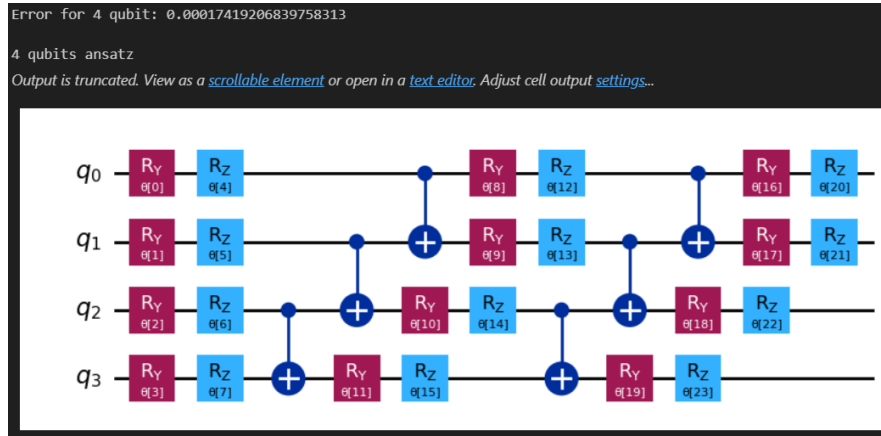 Error for 4 qubit: 0.00017419206839758313
4 qubits ansatz
Output is truncated. View as a scrollable element or open in a text editor. Adjust cell output settings...
q0 RY θ[0] RZ θ[4] RY θ[8] RZ θ[12] RY θ[16] RZ θ[20]
q1 RY θ[1] RZ θ[5] RY θ[9] RZ θ[13] RY θ[17] RZ θ[21]
q2 RY θ[2] RZ θ[6] RY θ[10] RZ θ[14] RY θ[18] RZ θ[22]
q3 RY θ[3] RZ θ[7] RY θ[11] RZ θ[15] RY θ[19] RZ θ[23]